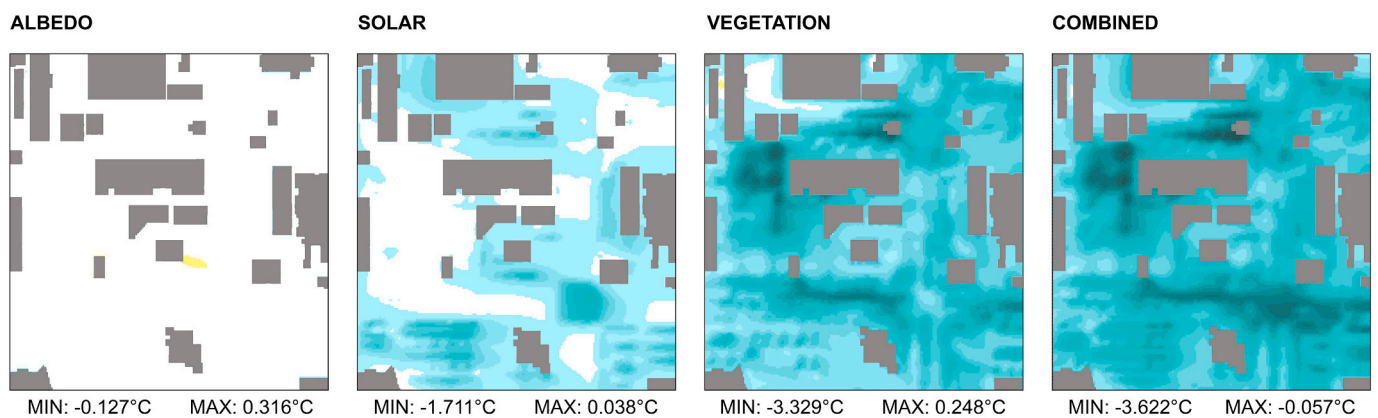 ALBEDO SOLAR VEGETATION COMBINED
MIN: -0.127°C MAX: 0.316°C MIN: -1.711°C MAX: 0.038°C MIN: -3.329°C MAX: 0.248°C MIN: -3.622°C MAX: -0.057°C